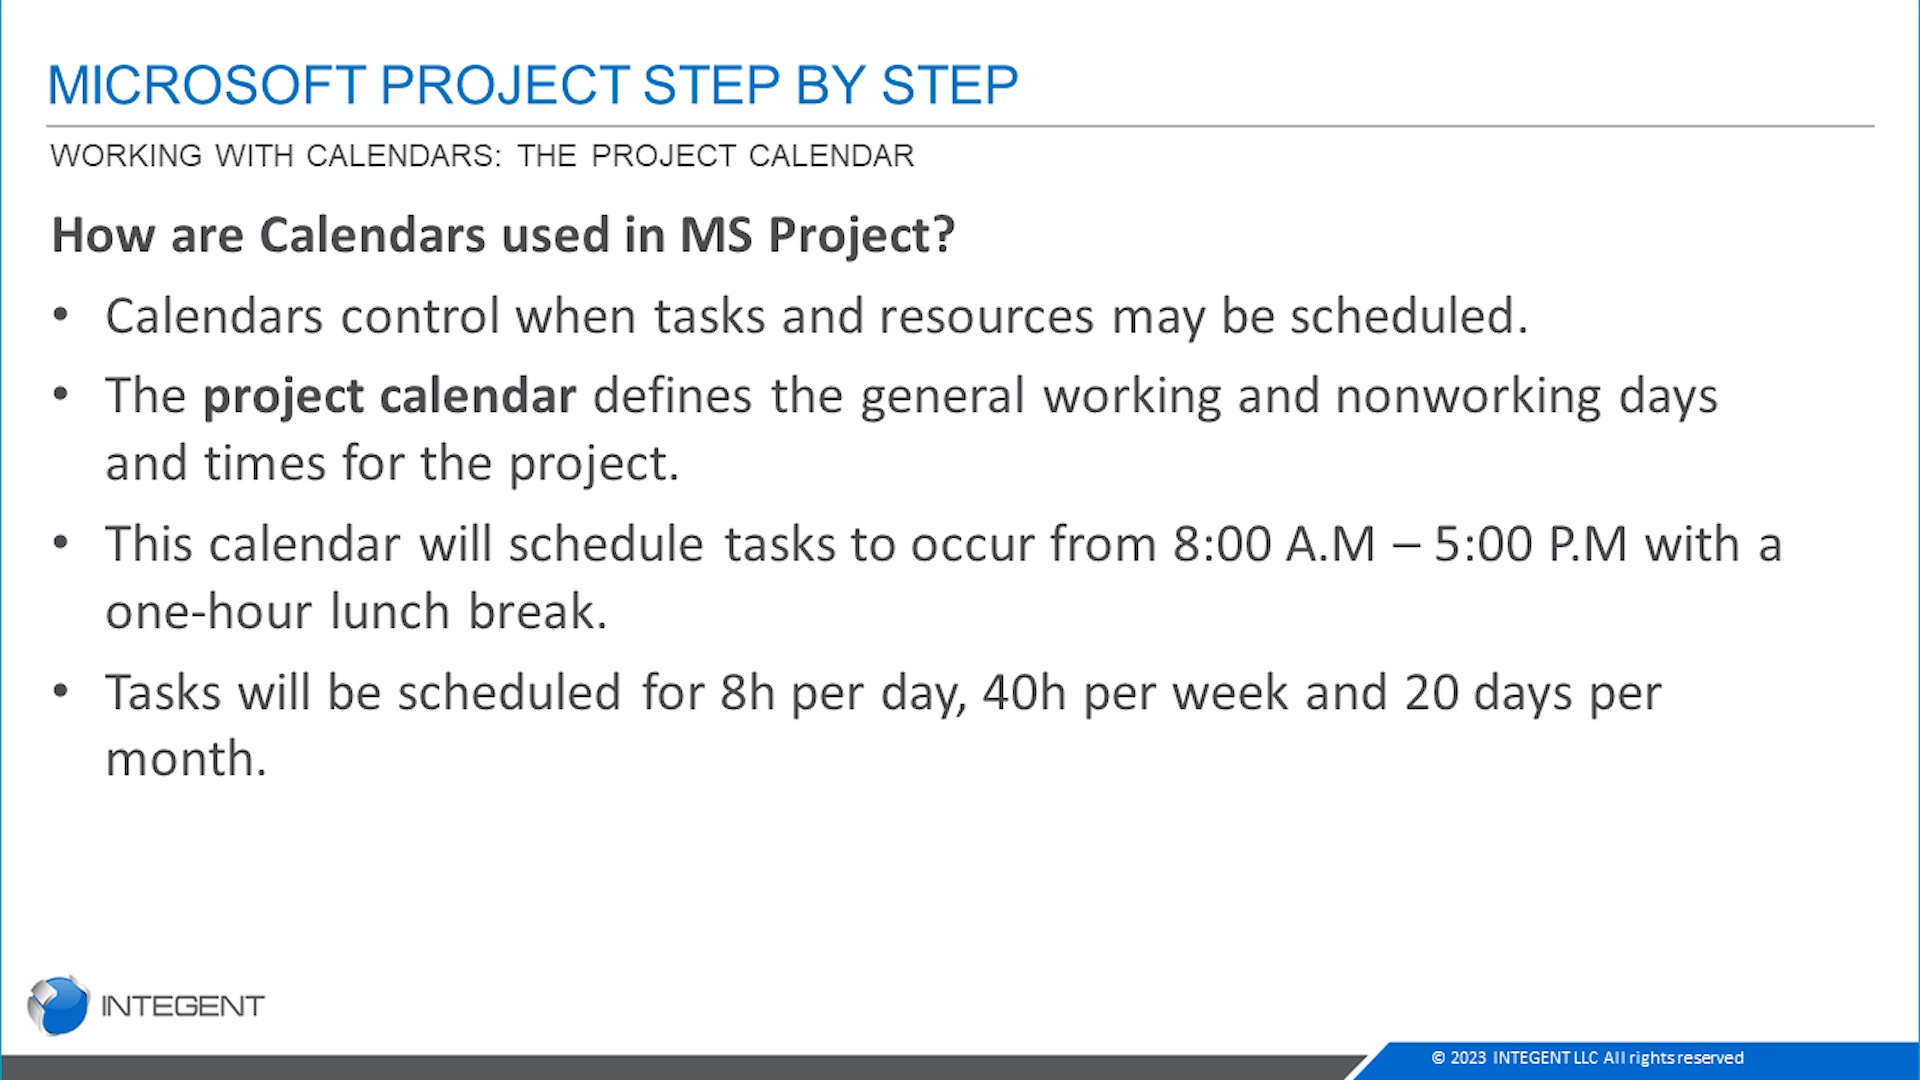 MICROSOFT PROJECT STEP BY STEP
WORKING WITH CALENDARS: THE PROJECT CALENDAR
How are Calendars used in MS Project?
• Calendars control when tasks and resources may be scheduled.
• The project calendar defines the general working and nonworking days
and times for the project.
• This calendar will schedule tasks to occur from 8:00 A.M – 5:00 P.M with a
one-hour lunch break.
• Tasks will be scheduled for 8h per day, 40h per week and 20 days per
month.
INTEGENT
© 2023 INTEGENT LLC All rights reserved